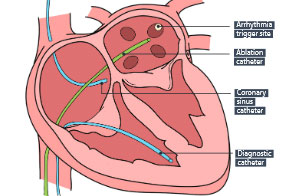 Arrhythmia
trigger site
Ablation
catheter
Coronary
sinus
catheter
Diagnostic
catheter